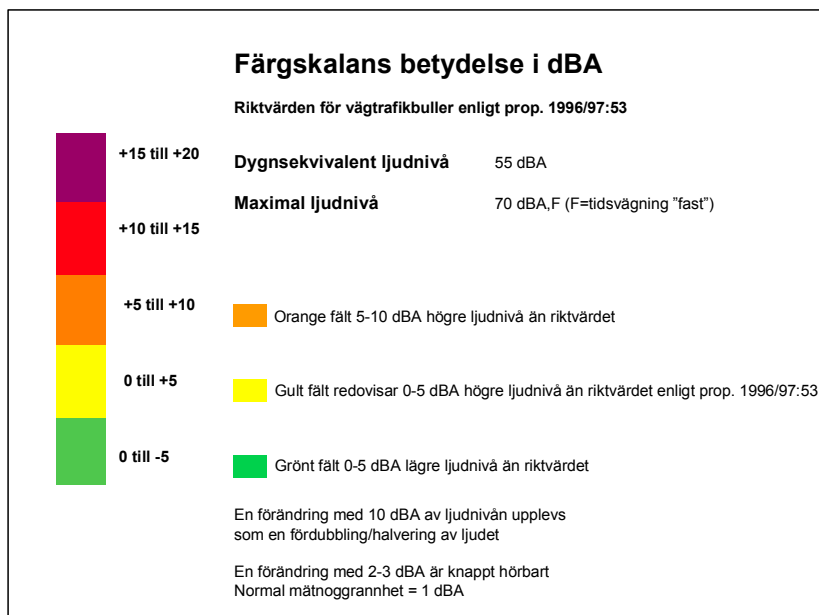 Färgskalans betydelse i dBA
Riktvärden för vägtrafikbuller enligt prop. 1996/97:53
+15 till +20
Dygnsekvivalent ljudnivå 55 dBA
Maximal ljudnivå 70 dBA,F (F=tidsvägning ”fast”)
+10 till +15
+5 till +10
Orange fält 5-10 dBA högre ljudnivå än riktvärdet
0 till +5
Gult fält redovisar 0-5 dBA högre ljudnivå än riktvärdet enligt prop. 1996/97:53
0 till -5
Grönt fält 0-5 dBA lägre ljudnivå än riktvärdet
En förändring med 10 dBA av ljudnivån upplevs
som en fördubbling/halvering av ljudet
En förändring med 2-3 dBA är knappt hörbart
Normal mätnoggrannhet = 1 dBA